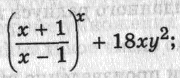 ((x + 1)/(x − 1))^x + 18xy²;